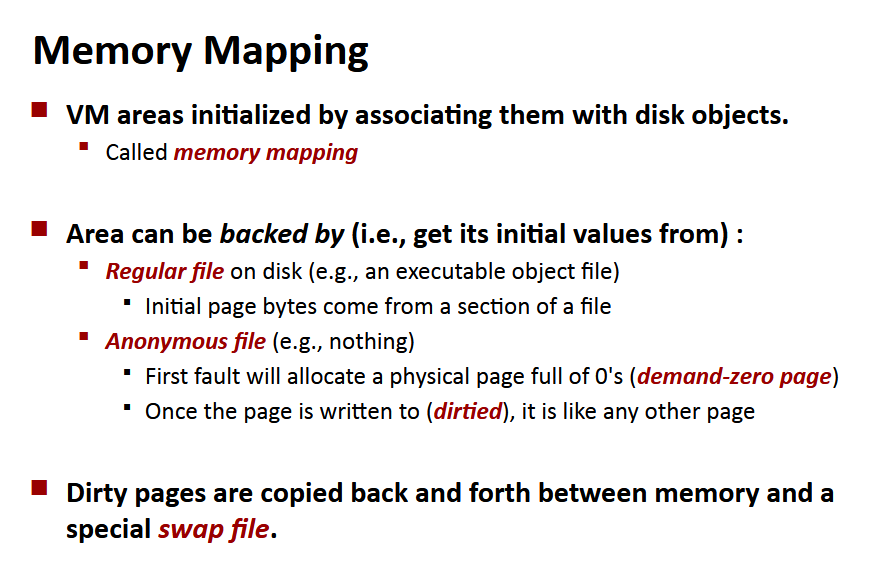 Memory Mapping
VM areas initialized by associating them with disk objects.
Called memory mapping
Area can be backed by (i.e., get its initial values from) :
Regular file on disk (e.g., an executable object file)
Initial page bytes come from a section of a file
Anonymous file (e.g., nothing)
First fault will allocate a physical page full of 0's (demand-zero page)
Once the page is written to (dirtied), it is like any other page
Dirty pages are copied back and forth between memory and a
special swap file.